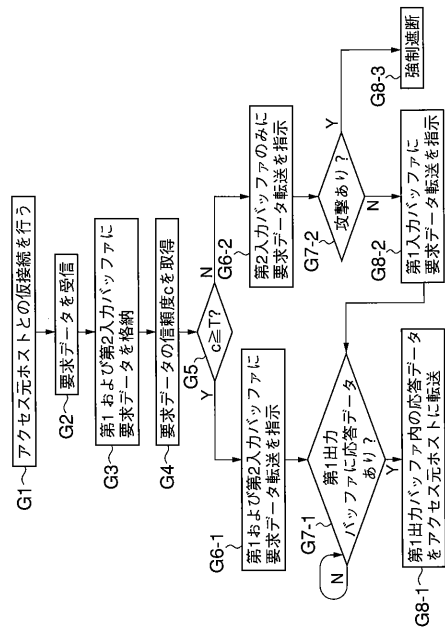 G1
アクセス元ホストとの仮接続を行う
G2
要求データを受信
G3
第1および第2入力バッファに
要求データを格納
G4
要求データの信頼度cを取得
G5
c≧T?
Y
N
G6-1
第1および第2入力バッファに
要求データ転送を指示
G6-2
第2入力バッファのみに
要求データ転送を指示
G7-1
第1出力
バッファに応答データ
あり？
N
Y
G7-2
攻撃あり？
Y
N
G8-1
第1出力バッファ内の応答データ
をアクセス元ホストに転送
G8-2
第1入力バッファに
要求データ転送を指示
G8-3
強制遮断